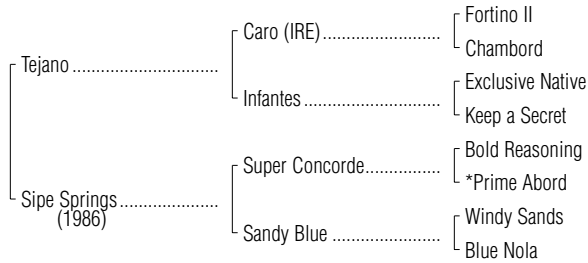 Fortino II
Caro (IRE)........................
Chambord
Tejano ..............................
Exclusive Native
Infantes ............................
Keep a Secret
Bold Reasoning
Super Concorde.................
*Prime Abord
Sipe Springs.....................
(1986)
Windy Sands
Sandy Blue ......................
Blue Nola